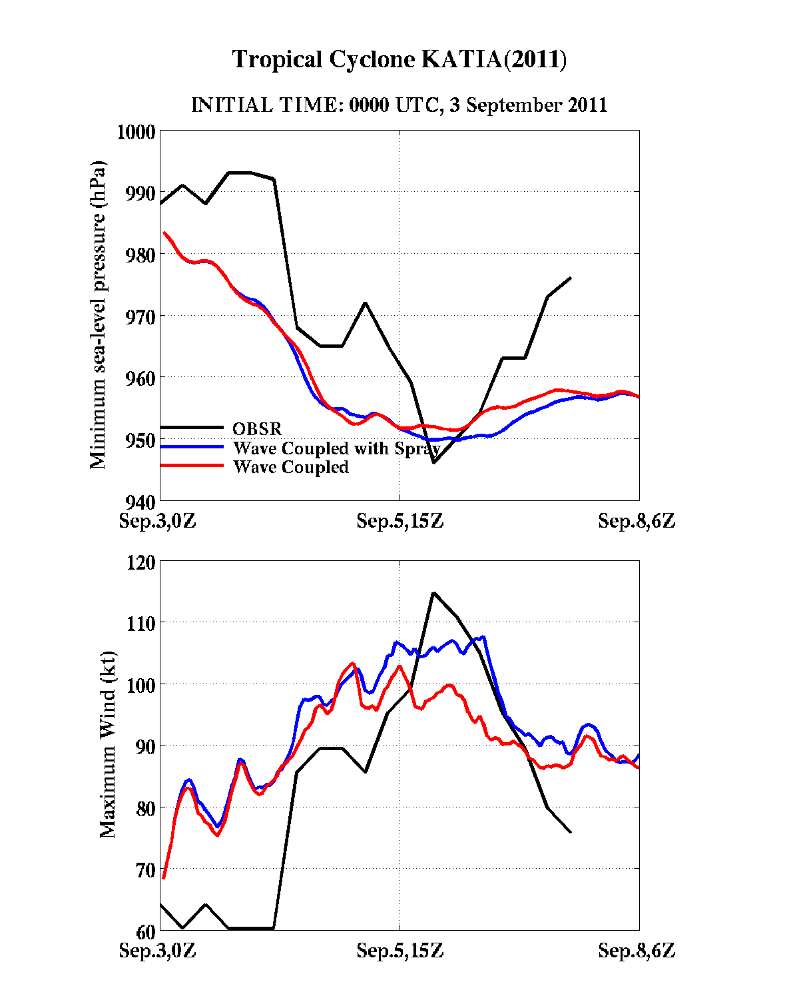 Tropical Cyclone KATIA(2011)
INITIAL TIME: 0000 UTC, 3 September 2011
Minimum sea-level pressure (hPa)
1000
990
980
970
960
950
940
OBSR
Wave Coupled with Spray
Wave Coupled
Sep.3,0Z Sep.5,15Z Sep.8,6Z
Maximum Wind (kt)
120
110
100
90
80
70
60
Sep.3,0Z Sep.5,15Z Sep.8,6Z